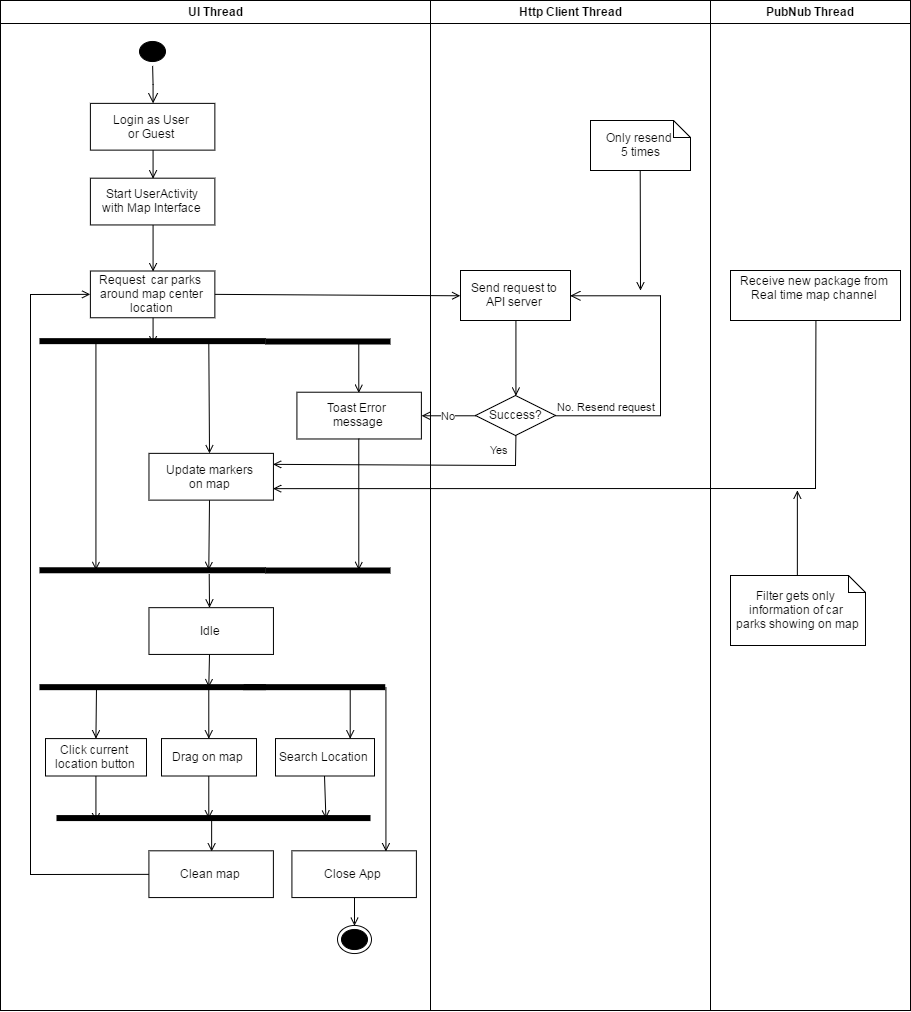 UI Thread
Http Client Thread
PubNub Thread
Login as User
or Guest
Only resend
5 times
Start UserActivity
with Map Interface
Request car parks
around map center
location
Send request to
API server
Receive new package from
Real time map channel
Toast Error
message
No
Success?
No. Resend request
Yes
Update markers
on map
Filter gets only
information of car
parks showing on map
Idle
Click current
location button
Drag on map
Search Location
Clean map
Close App